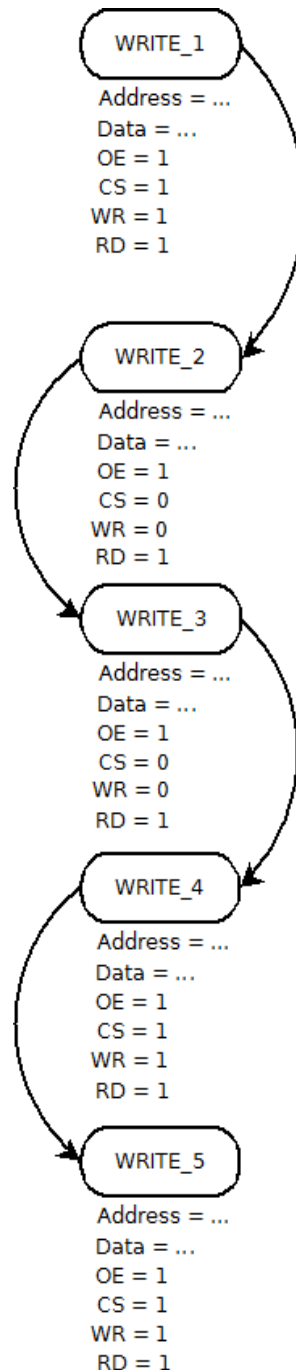 WRITE_1
Address = ...
Data = ...
OE = 1
CS = 1
WR = 1
RD = 1
WRITE_2
Address = ...
Data = ...
OE = 1
CS = 0
WR = 0
RD = 1
WRITE_3
Address = ...
Data = ...
OE = 1
CS = 0
WR = 0
RD = 1
WRITE_4
Address = ...
Data = ...
OE = 1
CS = 1
WR = 1
RD = 1
WRITE_5
Address = ...
Data = ...
OE = 1
CS = 1
WR = 1
RD = 1